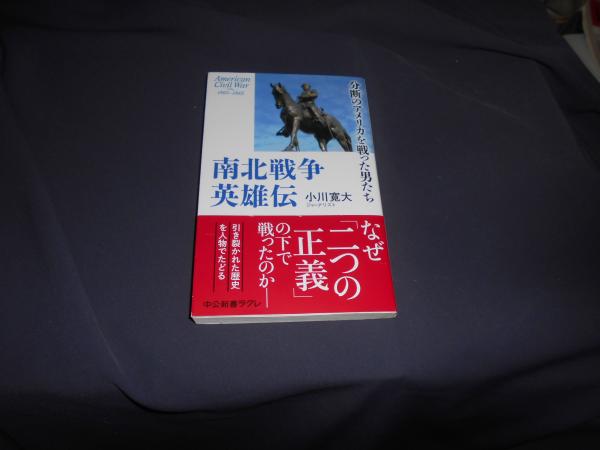 American
Civil War
1861-1865
分断のアメリカを戦った男たち
南北戦争
英雄伝
小川寛大
ジャーナリスト
なぜ
「二つの
正義」
の下で
戦ったのか──
引き裂かれた歴史
を人物でたどる
中公新書ラクレ